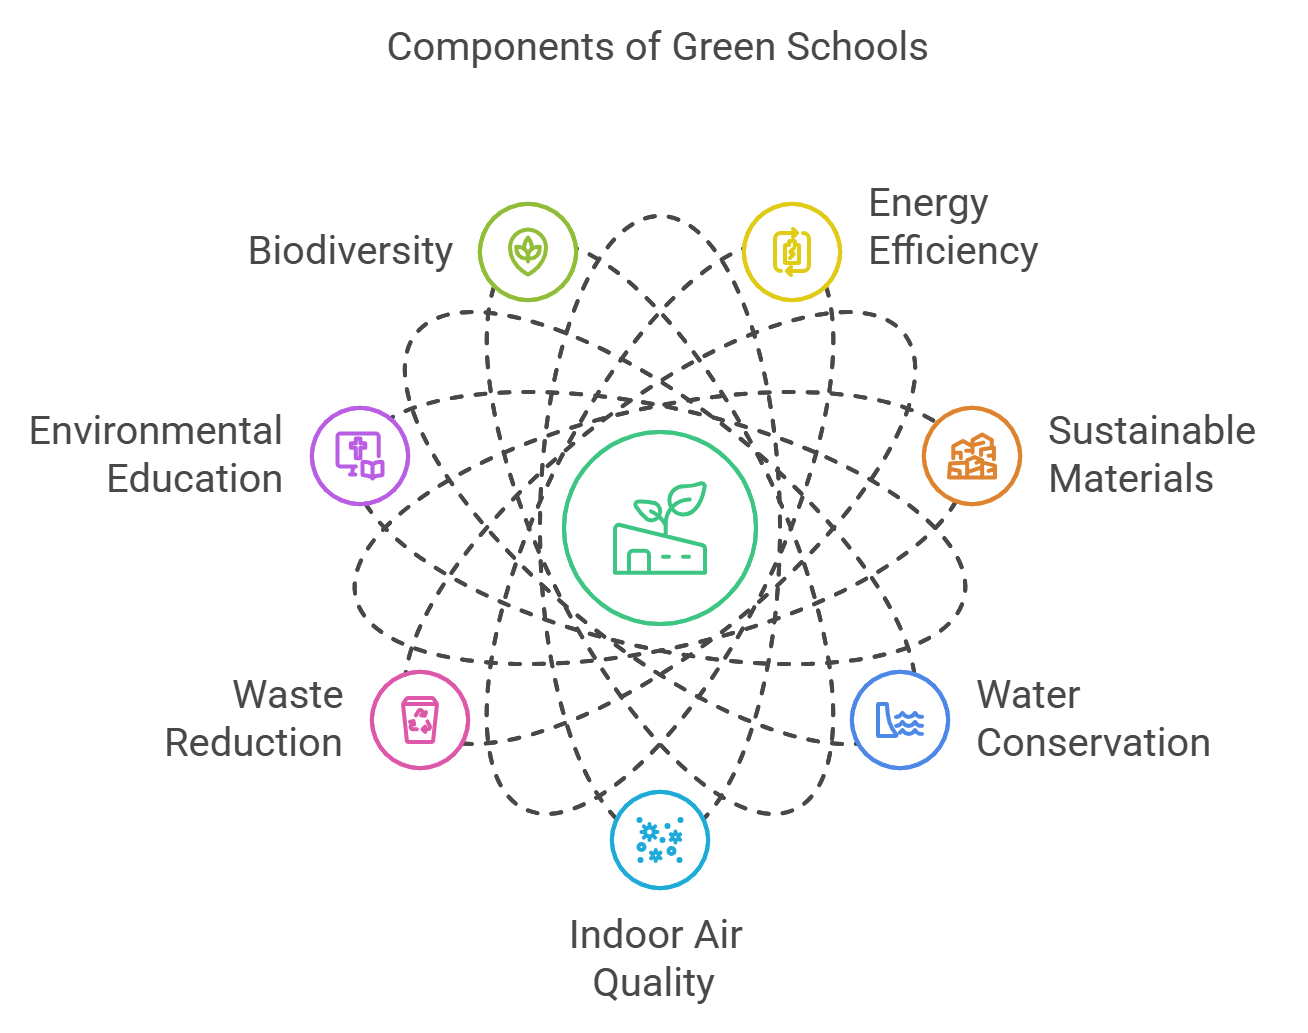 Components of Green Schools
Biodiversity
Energy
Efficiency
Environmental
Education
Sustainable
Materials
Waste
Reduction
Water
Conservation
Indoor Air
Quality